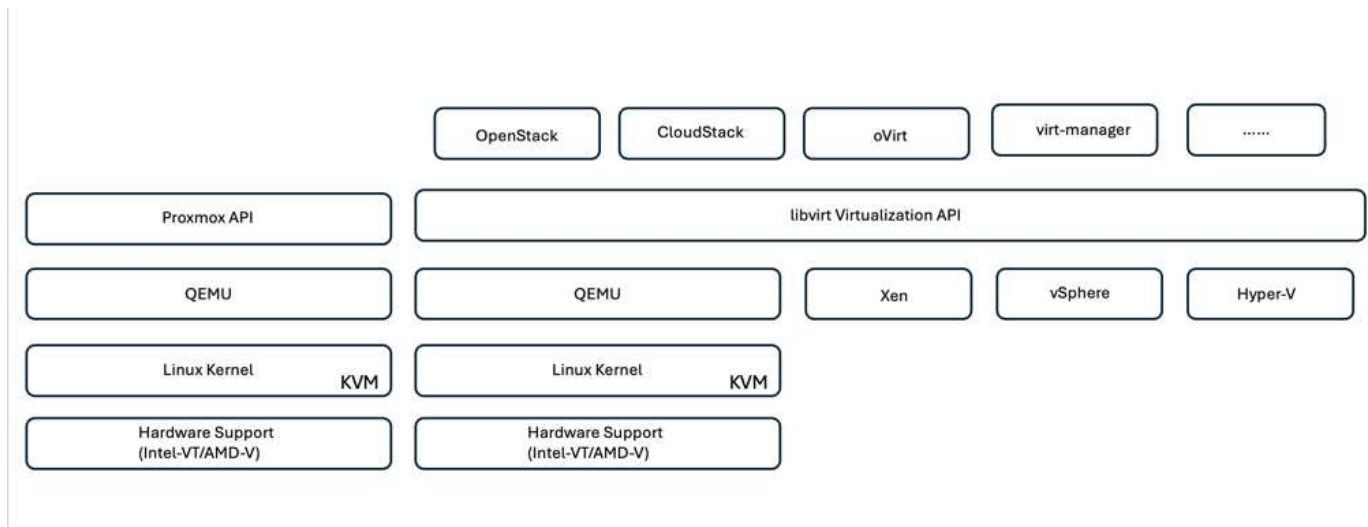 OpenStack
CloudStack
oVirt
virt-manager
......
Proxmox API
libvirt Virtualization API
QEMU
QEMU
Xen
vSphere
Hyper-V
Linux Kernel
KVM
Linux Kernel
KVM
Hardware Support
(Intel-VT/AMD-V)
Hardware Support
(Intel-VT/AMD-V)